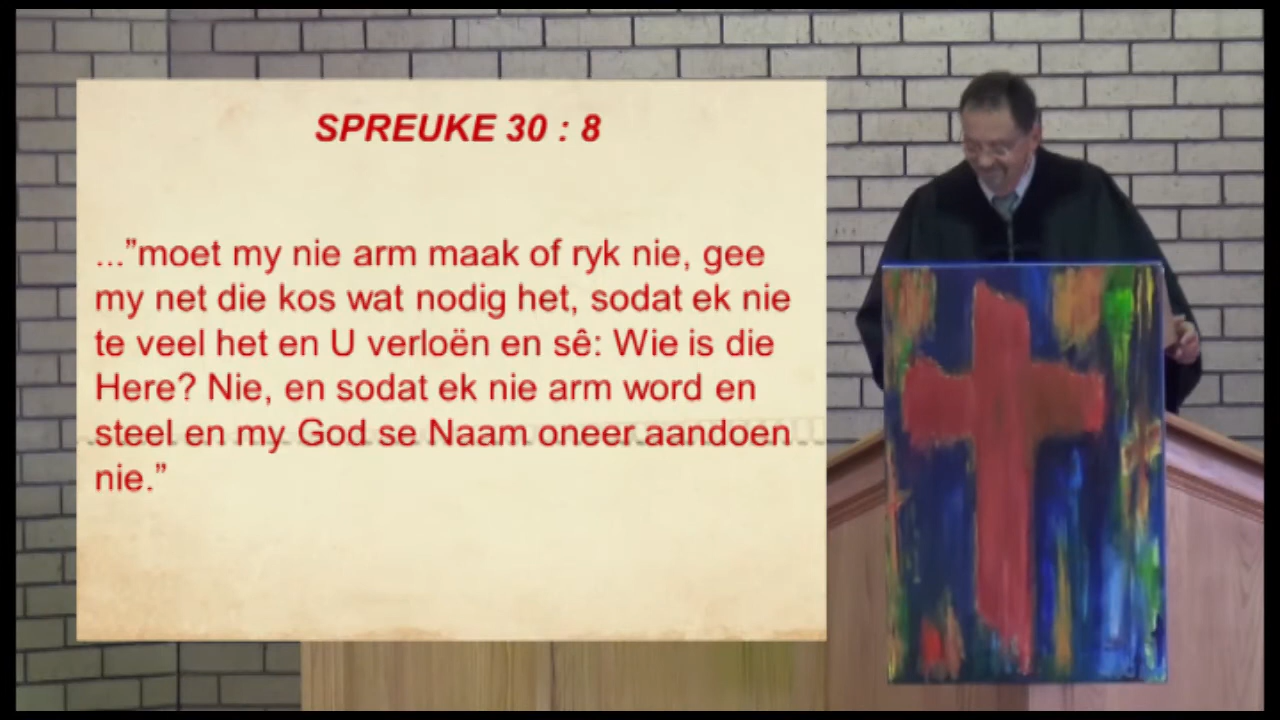 SPREUKE 30 : 8
...”moet my nie arm maak of ryk nie, gee
my net die kos wat nodig het, sodat ek nie
te veel het en U verloën en sê: Wie is die
Here? Nie, en sodat ek nie arm word en
steel en my God se Naam oneer aandoen
nie.”